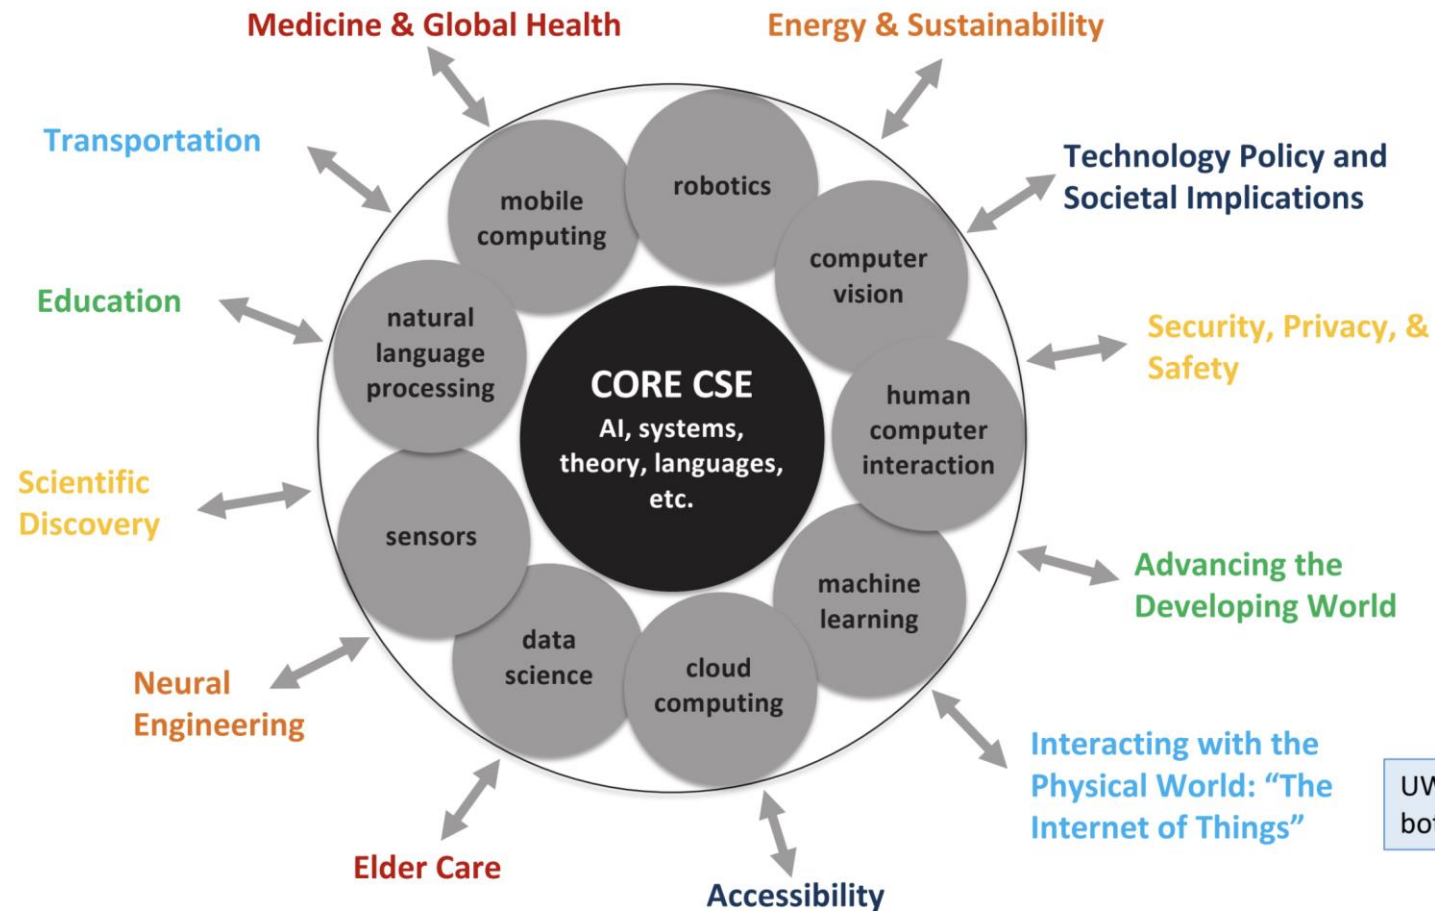 Medicine & Global Health
Energy & Sustainability
Transportation
Technology Policy and
Societal Implications
robotics
mobile
computing
computer
vision
Education
natural
language
processing
Security, Privacy, &
Safety
CORE CSE
AI, systems,
theory, languages,
etc.
human
computer
interaction
Scientific
Discovery
sensors
machine
learning
Advancing the
Developing World
data
science
cloud
computing
Neural
Engineering
Interacting with the
Physical World: “The
Internet of Things”
UW
bot
Elder Care
Accessibility